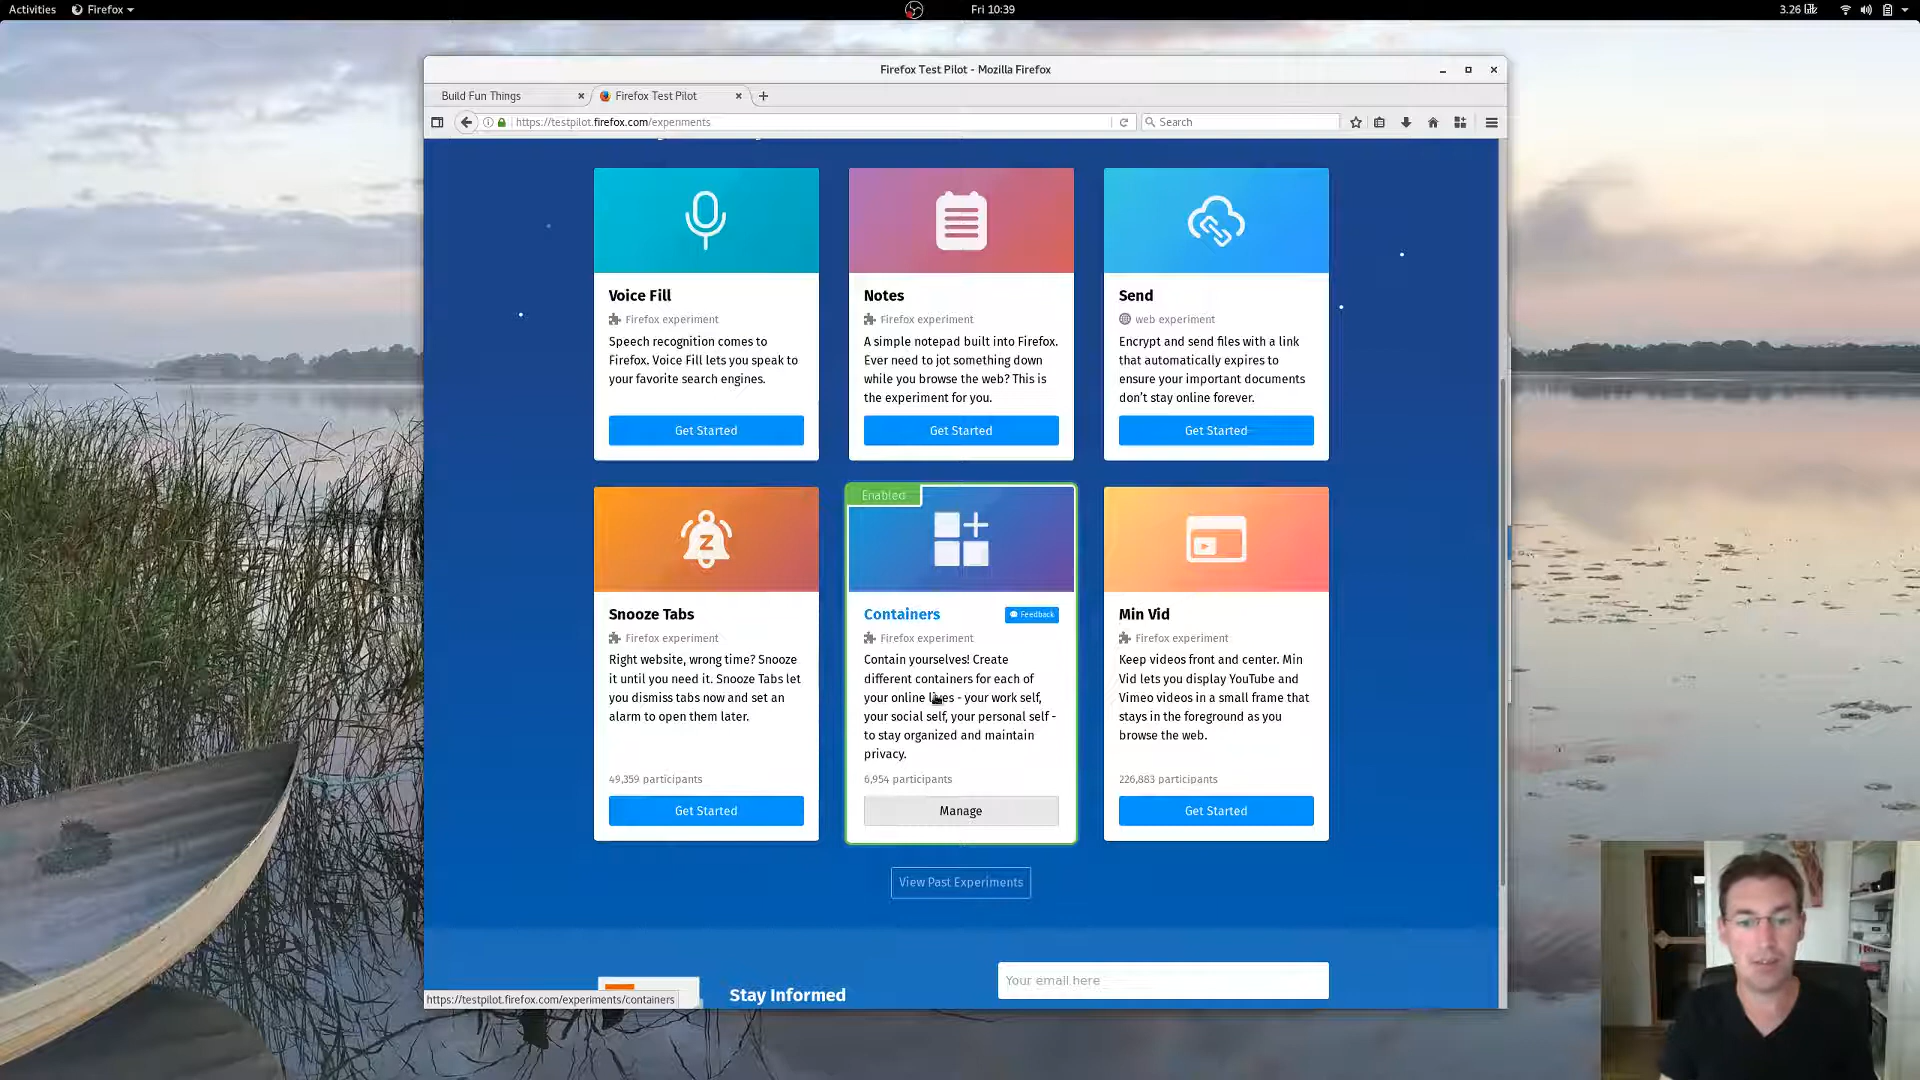 Activities Firefox Fri 10:39 3.26
Firefox Test Pilot - Mozilla Firefox
Build Fun Things Firefox Test Pilot
https://testpilot.firefox.com/experiments Search
Voice Fill
Firefox experiment
Speech recognition comes to
Firefox. Voice Fill lets you speak to
your favorite search engines.
Get Started
Notes
Firefox experiment
A simple notepad built into Firefox.
Ever need to jot something down
while you browse the web? This is
the experiment for you.
Get Started
Send
web experiment
Encrypt and send files with a link
that automatically expires to
ensure your important documents
don’t stay online forever.
Get Started
Z
Snooze Tabs
Firefox experiment
Right website, wrong time? Snooze
it until you need it. Snooze Tabs let
you dismiss tabs now and set an
alarm to open them later.
49,359 participants
Get Started
Enabled
Containers Feedback
Firefox experiment
Contain yourselves! Create
different containers for each of
your online lives - your work self,
your social self, your personal self -
to stay organized and maintain
privacy.
6,954 participants
Manage
Min Vid
Firefox experiment
Keep videos front and center. Min
Vid lets you display YouTube and
Vimeo videos in a small frame that
stays in the foreground as you
browse the web.
226,883 participants
Get Started
View Past Experiments
Stay Informed
Your email here
https://testpilot.firefox.com/experiments/containers